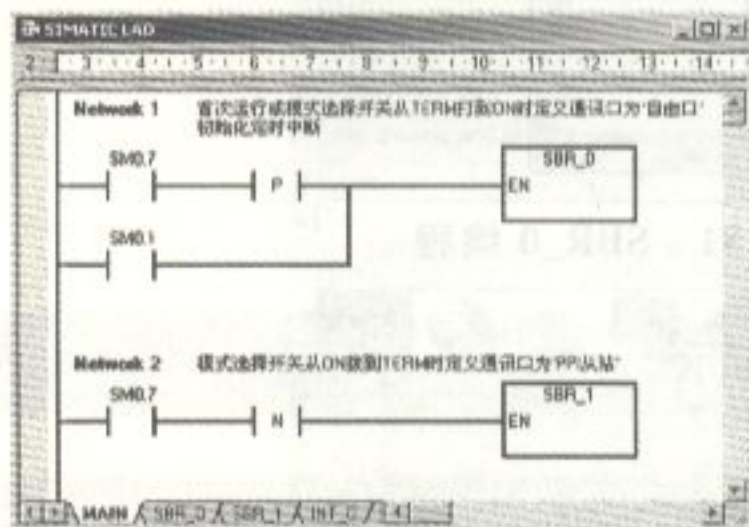 SIMATIC LAD
2 · 3 · 4 · 5 · 6 · 7 · 8 · 9 · 10 · 11 · 12 · 13 · 14
Network 1 首次运行或模式选择开关从TERM打到ON时定义通讯口为"自由口"
初始化定时中断
SM0.7
P
SBR_0
EN
SM0.1
Network 2 模式选择开关从ON拨到TERM时定义通讯口为"PPI从站"
SM0.7
N
SBR_1
EN
MAIN SBR_0 SBR_1 INT_0